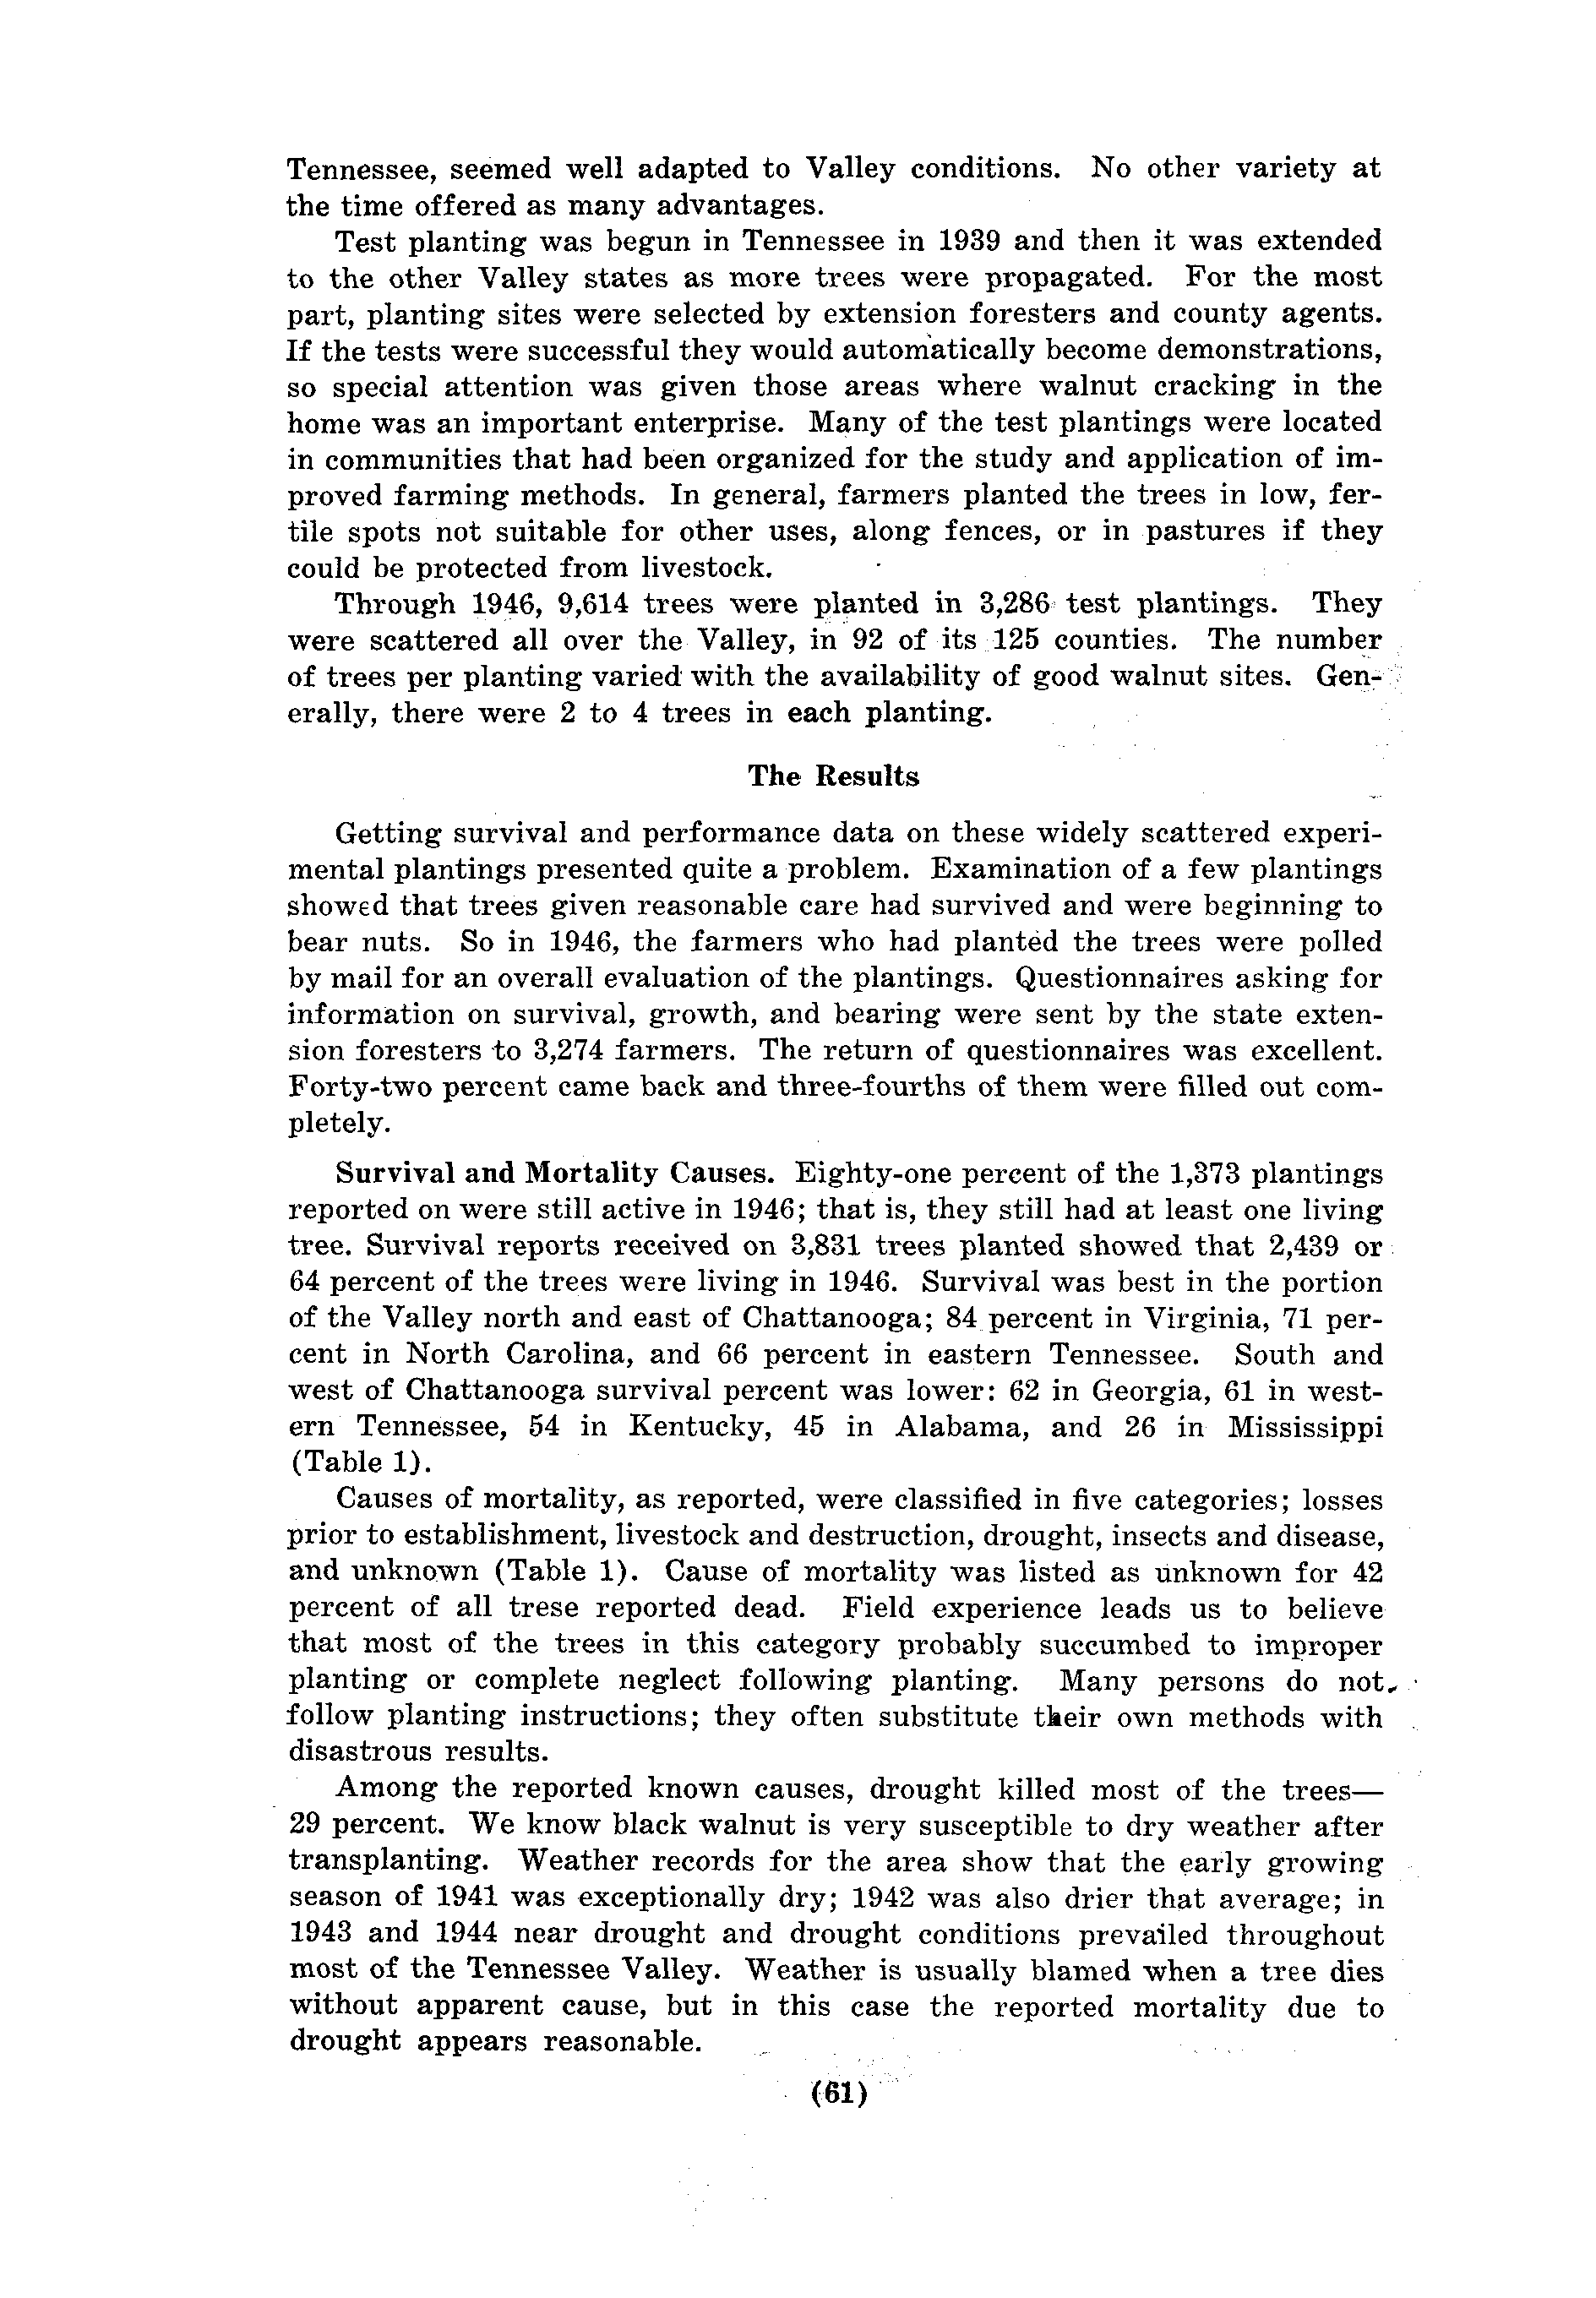 Tennessee, seemed well adapted to Valley conditions. No other variety at
the time offered as many advantages.
Test planting was begun in Tennessee in 1939 and then it was extended
to the other Valley states as more trees were propagated. For the most
part, planting sites were selected by extension foresters and county agents.
If the tests were successful they would automatically become demonstrations,
so special attention was given those areas where walnut cracking in the
home was an important enterprise. Many of the test plantings were located
in communities that had been organized for the study and application of im-
proved farming methods. In general, farmers planted the trees in low, fer-
tile spots not suitable for other uses, along fences, or in pastures if they
could be protected from livestock.
Through 1946, 9,614 trees were planted in 3,286 test plantings. They
were scattered all over the Valley, in 92 of its 125 counties. The number
of trees per planting varied with the availability of good walnut sites. Gen-
erally, there were 2 to 4 trees in each planting.
The Results
Getting survival and performance data on these widely scattered experi-
mental plantings presented quite a problem. Examination of a few plantings
showed that trees given reasonable care had survived and were beginning to
bear nuts. So in 1946, the farmers who had planted the trees were polled
by mail for an overall evaluation of the plantings. Questionnaires asking for
information on survival, growth, and bearing were sent by the state exten-
sion foresters to 3,274 farmers. The return of questionnaires was excellent.
Forty-two percent came back and three-fourths of them were filled out com-
pletely.
Survival and Mortality Causes. Eighty-one percent of the 1,373 plantings
reported on were still active in 1946; that is, they still had at least one living
tree. Survival reports received on 3,831 trees planted showed that 2,439 or
64 percent of the trees were living in 1946. Survival was best in the portion
of the Valley north and east of Chattanooga; 84 percent in Virginia, 71 per-
cent in North Carolina, and 66 percent in eastern Tennessee. South and
west of Chattanooga survival percent was lower: 62 in Georgia, 61 in west-
ern Tennessee, 54 in Kentucky, 45 in Alabama, and 26 in Mississippi
(Table 1).
Causes of mortality, as reported, were classified in five categories; losses
prior to establishment, livestock and destruction, drought, insects and disease,
and unknown (Table 1). Cause of mortality was listed as unknown for 42
percent of all trese reported dead. Field experience leads us to believe
that most of the trees in this category probably succumbed to improper
planting or complete neglect following planting. Many persons do not
follow planting instructions; they often substitute their own methods with
disastrous results.
Among the reported known causes, drought killed most of the trees—
29 percent. We know black walnut is very susceptible to dry weather after
transplanting. Weather records for the area show that the early growing
season of 1941 was exceptionally dry; 1942 was also drier that average; in
1943 and 1944 near drought and drought conditions prevailed throughout
most of the Tennessee Valley. Weather is usually blamed when a tree dies
without apparent cause, but in this case the reported mortality due to
drought appears reasonable.
(61)